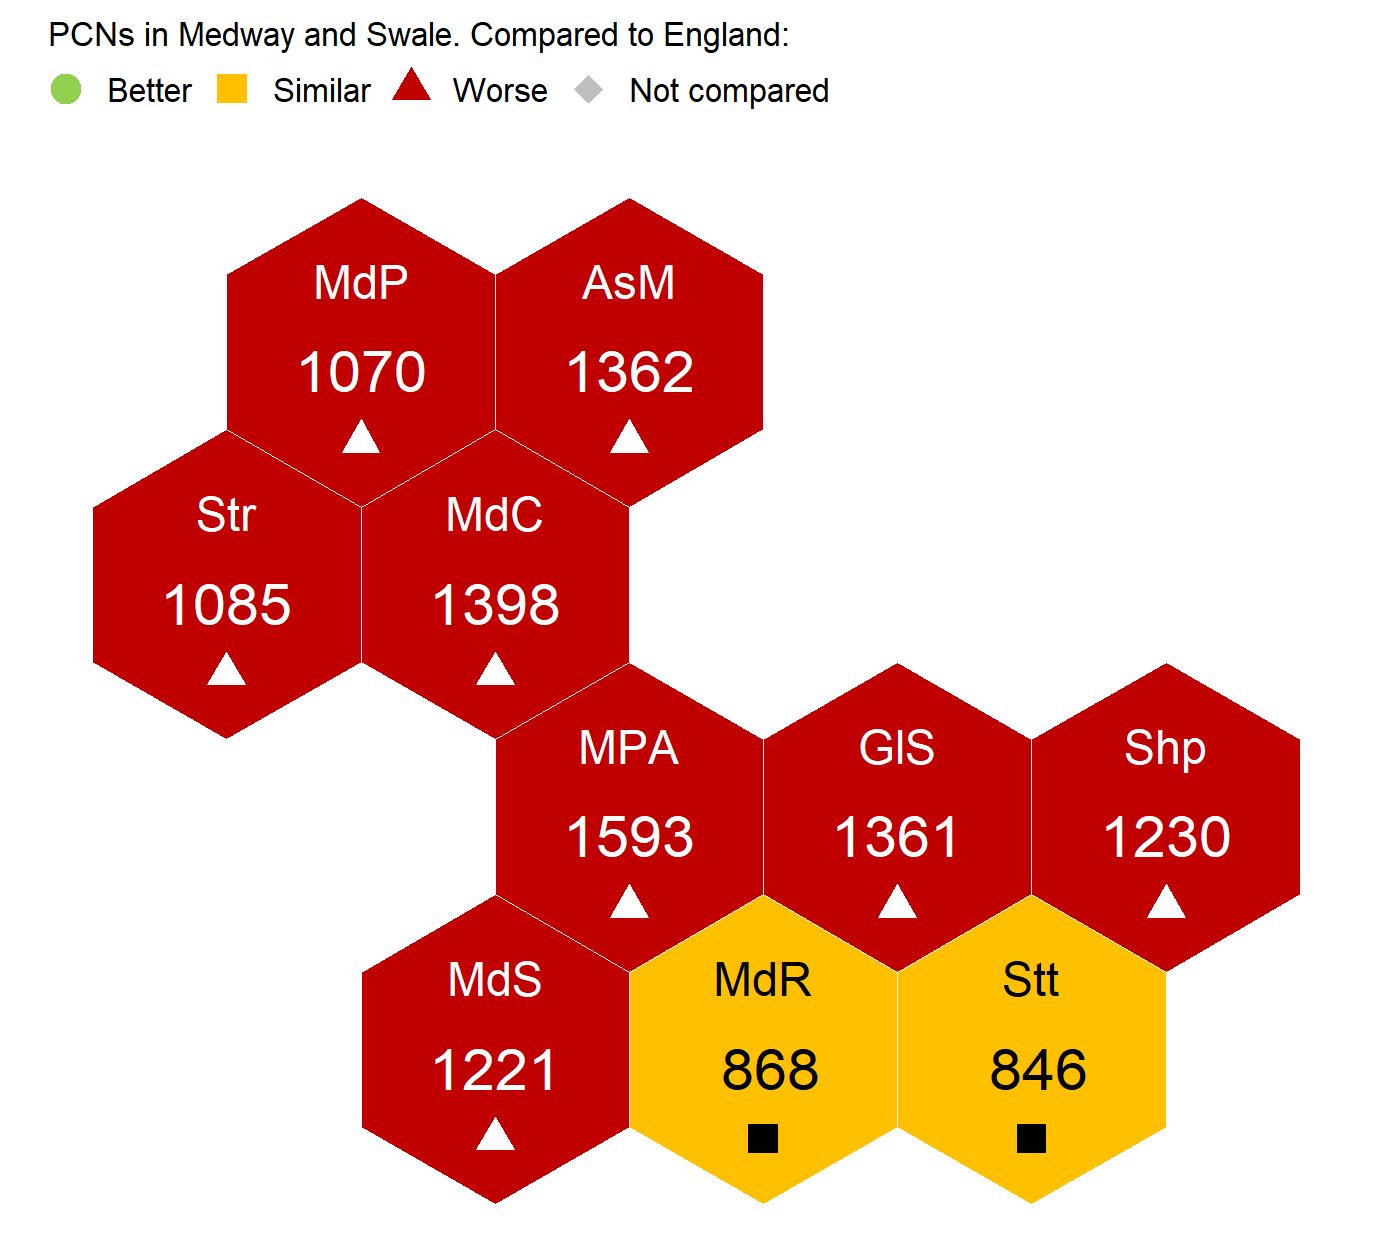 PCNs in Medway and Swale. Compared to England:
Better Similar Worse Not compared
MdP AsM
1070 1362
Str MdC
1085 1398
MPA GlS Shp
1593 1361 1230
MdS MdR Stt
1221 868 846